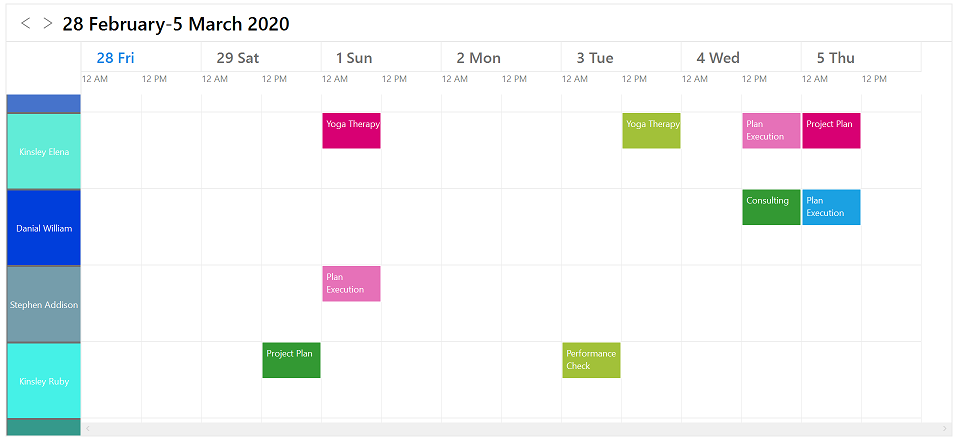 28 February-5 March 2020
28 Fri 29 Sat 1 Sun 2 Mon 3 Tue 4 Wed 5 Thu
12 AM 12 PM 12 AM 12 PM 12 AM 12 PM 12 AM 12 PM 12 AM 12 PM 12 AM 12 PM 12 AM 12 PM
Kinsley Elena
Yoga Therapy
Yoga Therapy
Plan
Execution
Project Plan
Danial William
Consulting
Plan
Execution
Stephen Addison
Plan
Execution
Kinsley Ruby
Project Plan
Performance
Check